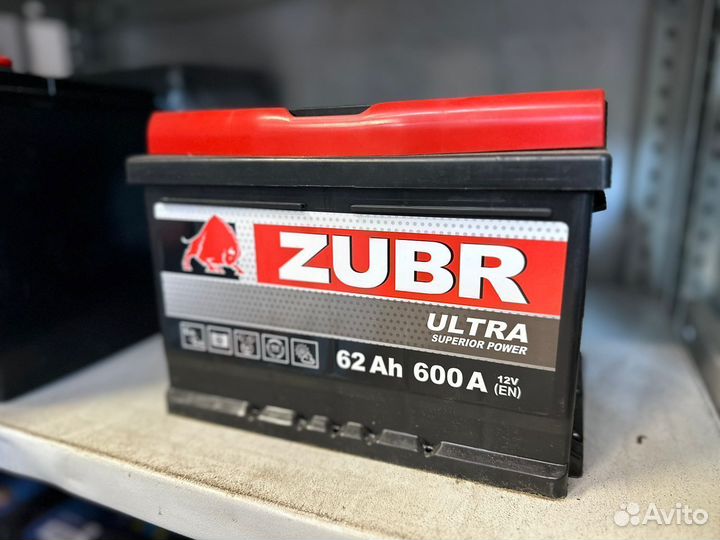 ZUBR
ULTRA
SUPERIOR POWER
62 Ah 600 A 12V (EN)
Avito